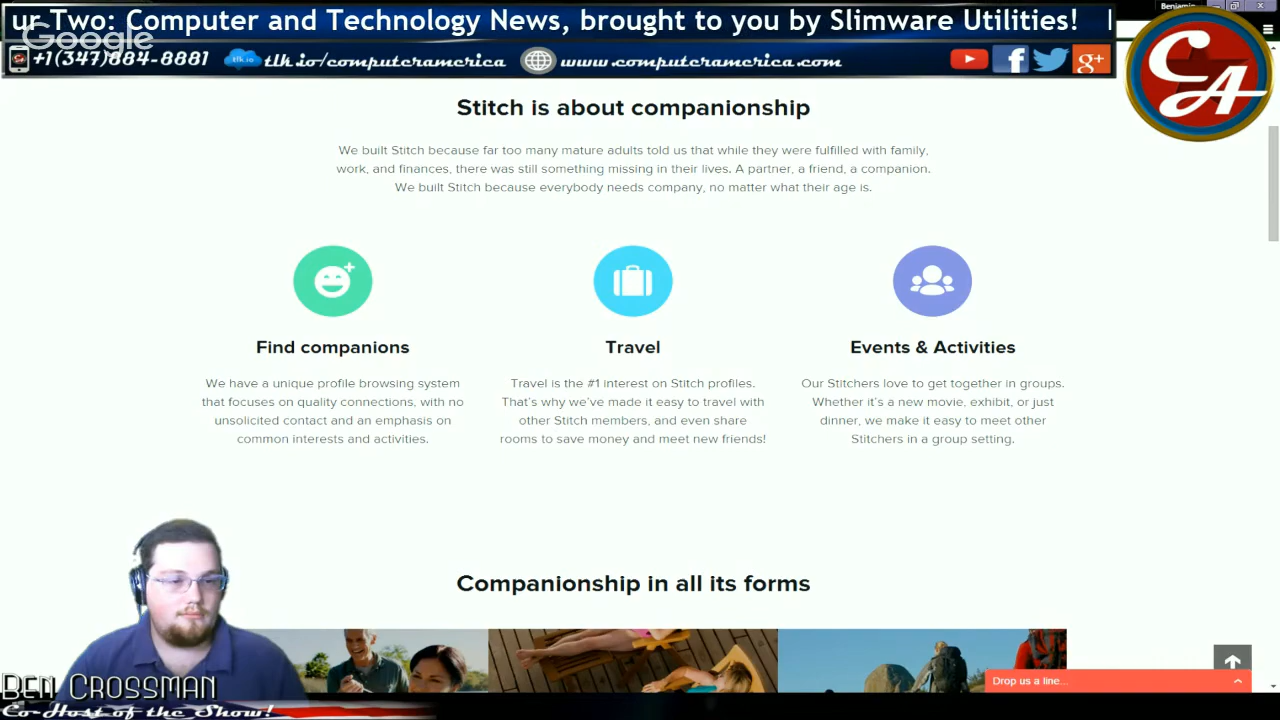 ur Two: Computer and Technology News, brought to you by Slimware Utilities!
Google
Benjamin
+1(347)884-8881 tlk.io tlk.io/computeramerica www.computeramerica.com f g+
CA
Stitch is about companionship
We built Stitch because far too many mature adults told us that while they were fulfilled with family,
work, and finances, there was still something missing in their lives. A partner, a friend, a companion.
We built Stitch because everybody needs company, no matter what their age is.
Find companions
We have a unique profile browsing system
that focuses on quality connections, with no
unsolicited contact and an emphasis on
common interests and activities.
Travel
Travel is the #1 interest on Stitch profiles.
That's why we've made it easy to travel with
other Stitch members, and even share
rooms to save money and meet new friends!
Events & Activities
Our Stitchers love to get together in groups.
Whether it's a new movie, exhibit, or just
dinner, we make it easy to meet other
Stitchers in a group setting.
Companionship in all its forms
Drop us a line...
Ben Crossman
Co-Host of the Show!